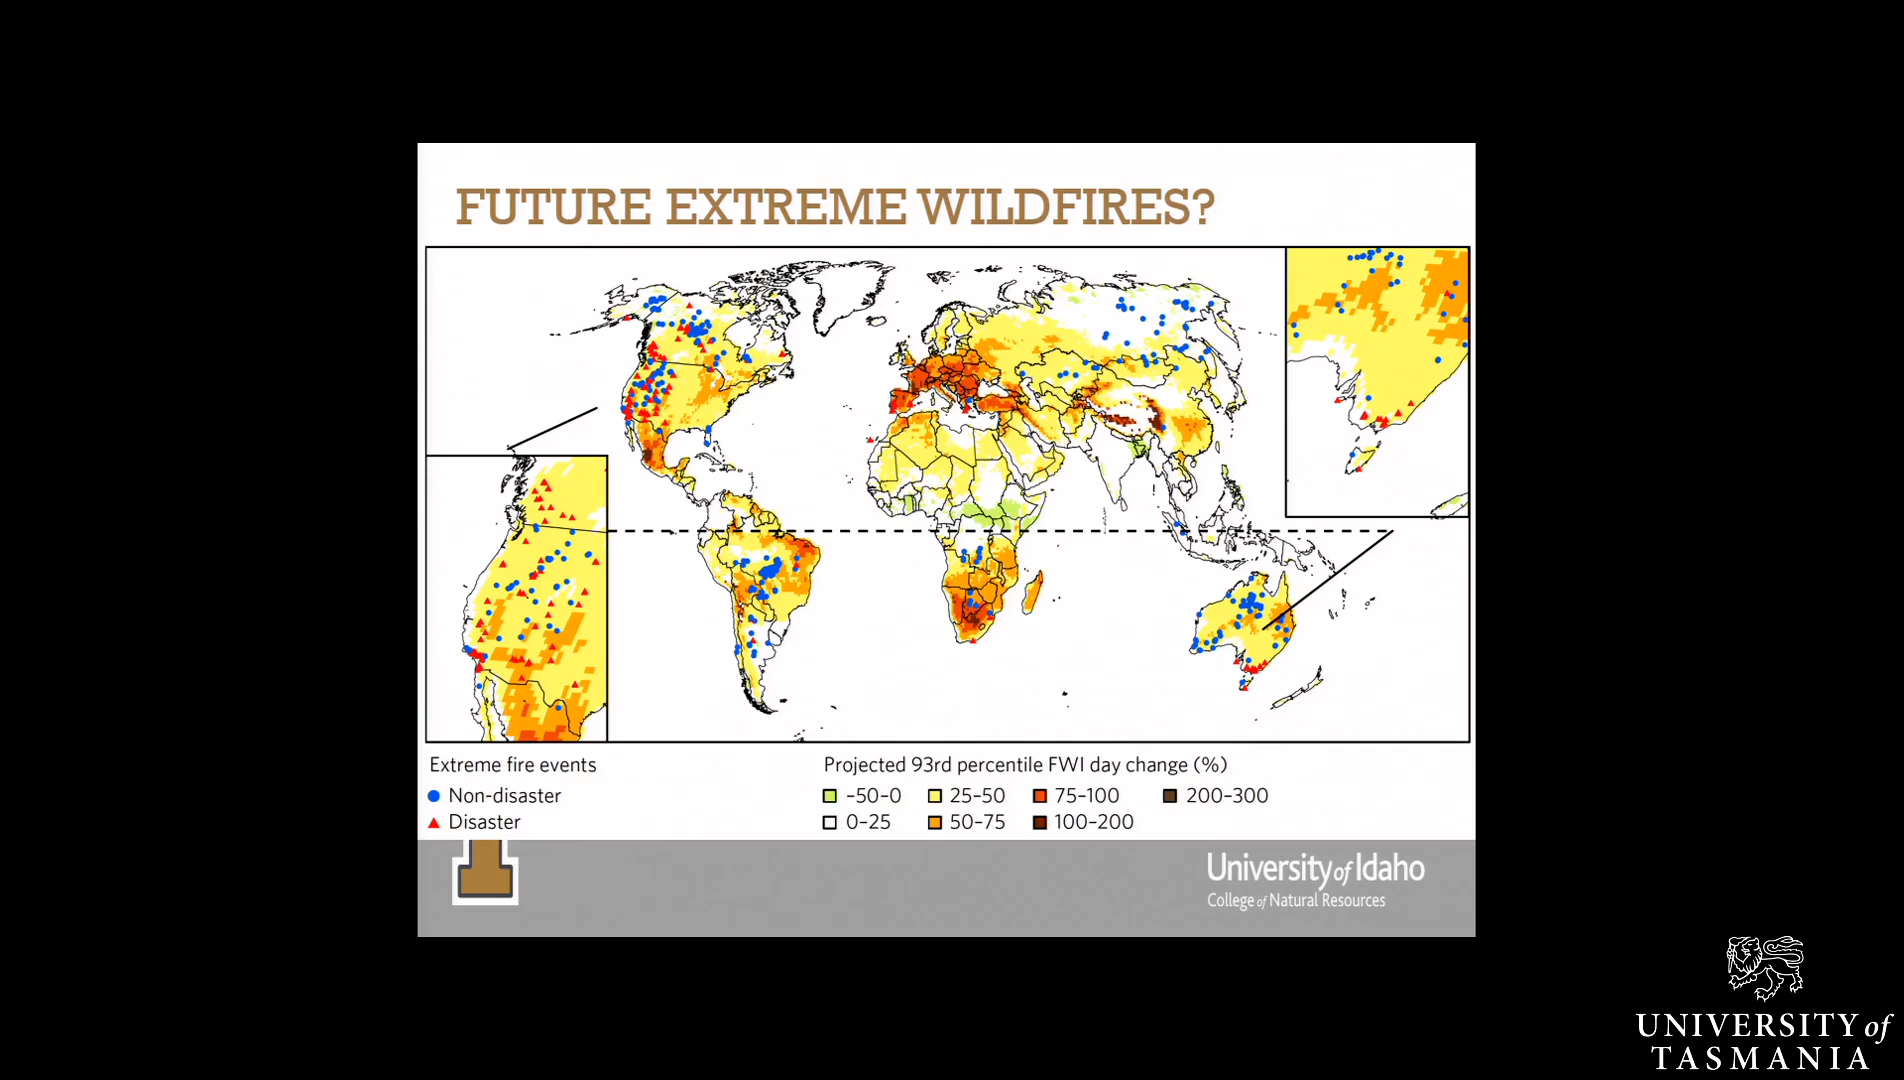 FUTURE EXTREME WILDFIRES?
Extreme fire events
Non-disaster
Disaster
Projected 93rd percentile FWI day change (%)
–50–0
25–50
75–100
200–300
0–25
50–75
100–200
I
University of Idaho
College of Natural Resources
UNIVERSITY of
TASMANIA